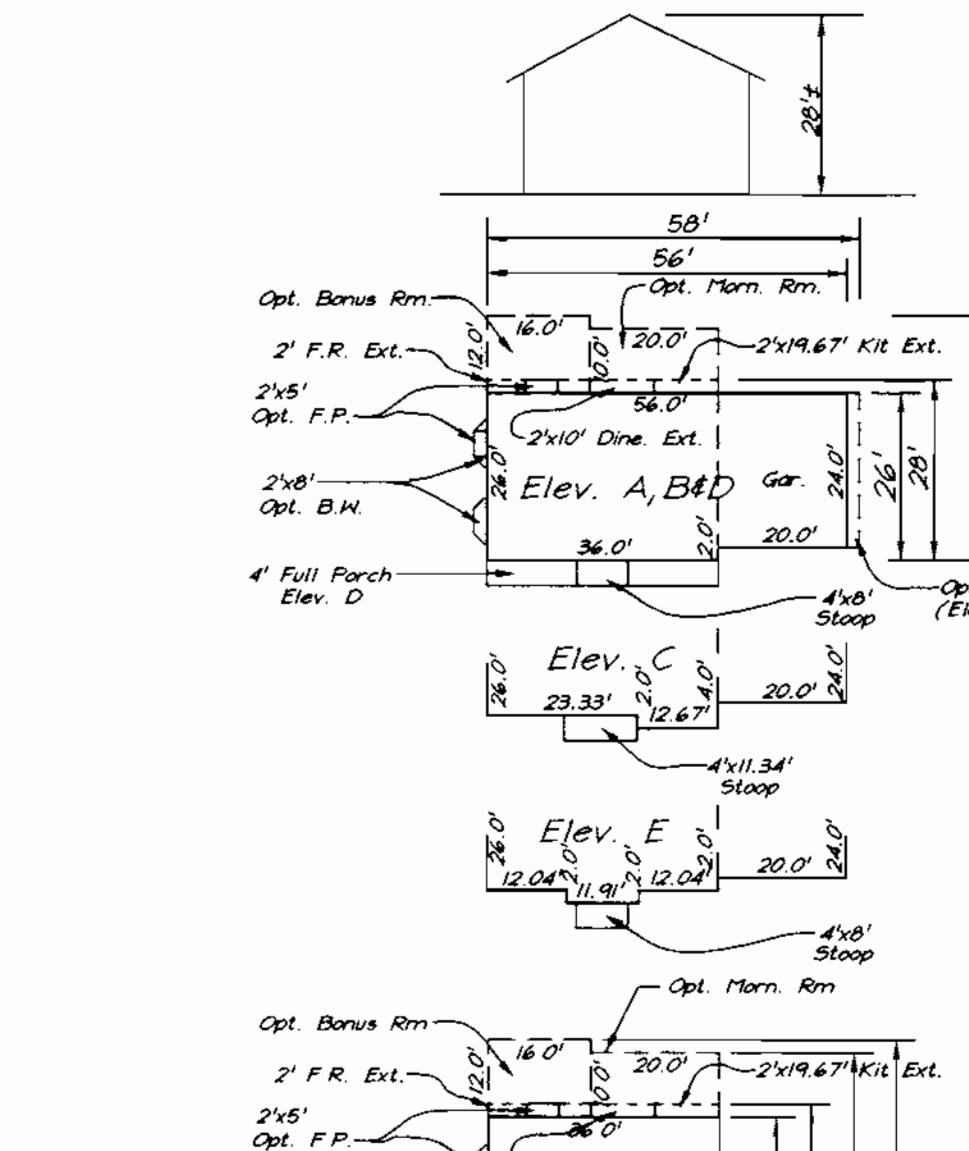 28'±
58'
56'
Opt. Bonus Rm.
Opt. Morn. Rm.
16.0'
20.0'
12.0'
2' F.R. Ext.
2'x19.67' Kit Ext.
2'x5'
Opt. F.P.
56.0'
2'x10' Dine. Ext.
26.0'
2'x8'
Opt. B.W.
Elev. A, B&D
Gar.
24.0'
26'
28'
36.0'
2.0'
20.0'
4' Full Porch
Elev. D
4'x8'
Stoop
Elev. C
26.0'
23.33'
2.0'
12.67'
4.0'
20.0'
24.0'
4'x11.34'
Stoop
Elev. E
26.0'
12.04'
2.0'
11.91'
2.0'
12.04'
2.0'
20.0'
24.0'
4'x8'
Stoop
Opt. Morn. Rm
Opt. Bonus Rm
16 0'
20.0'
12.0'
2' F R. Ext.
2'x19.67' Kit Ext.
2'x5'
Opt. F P.